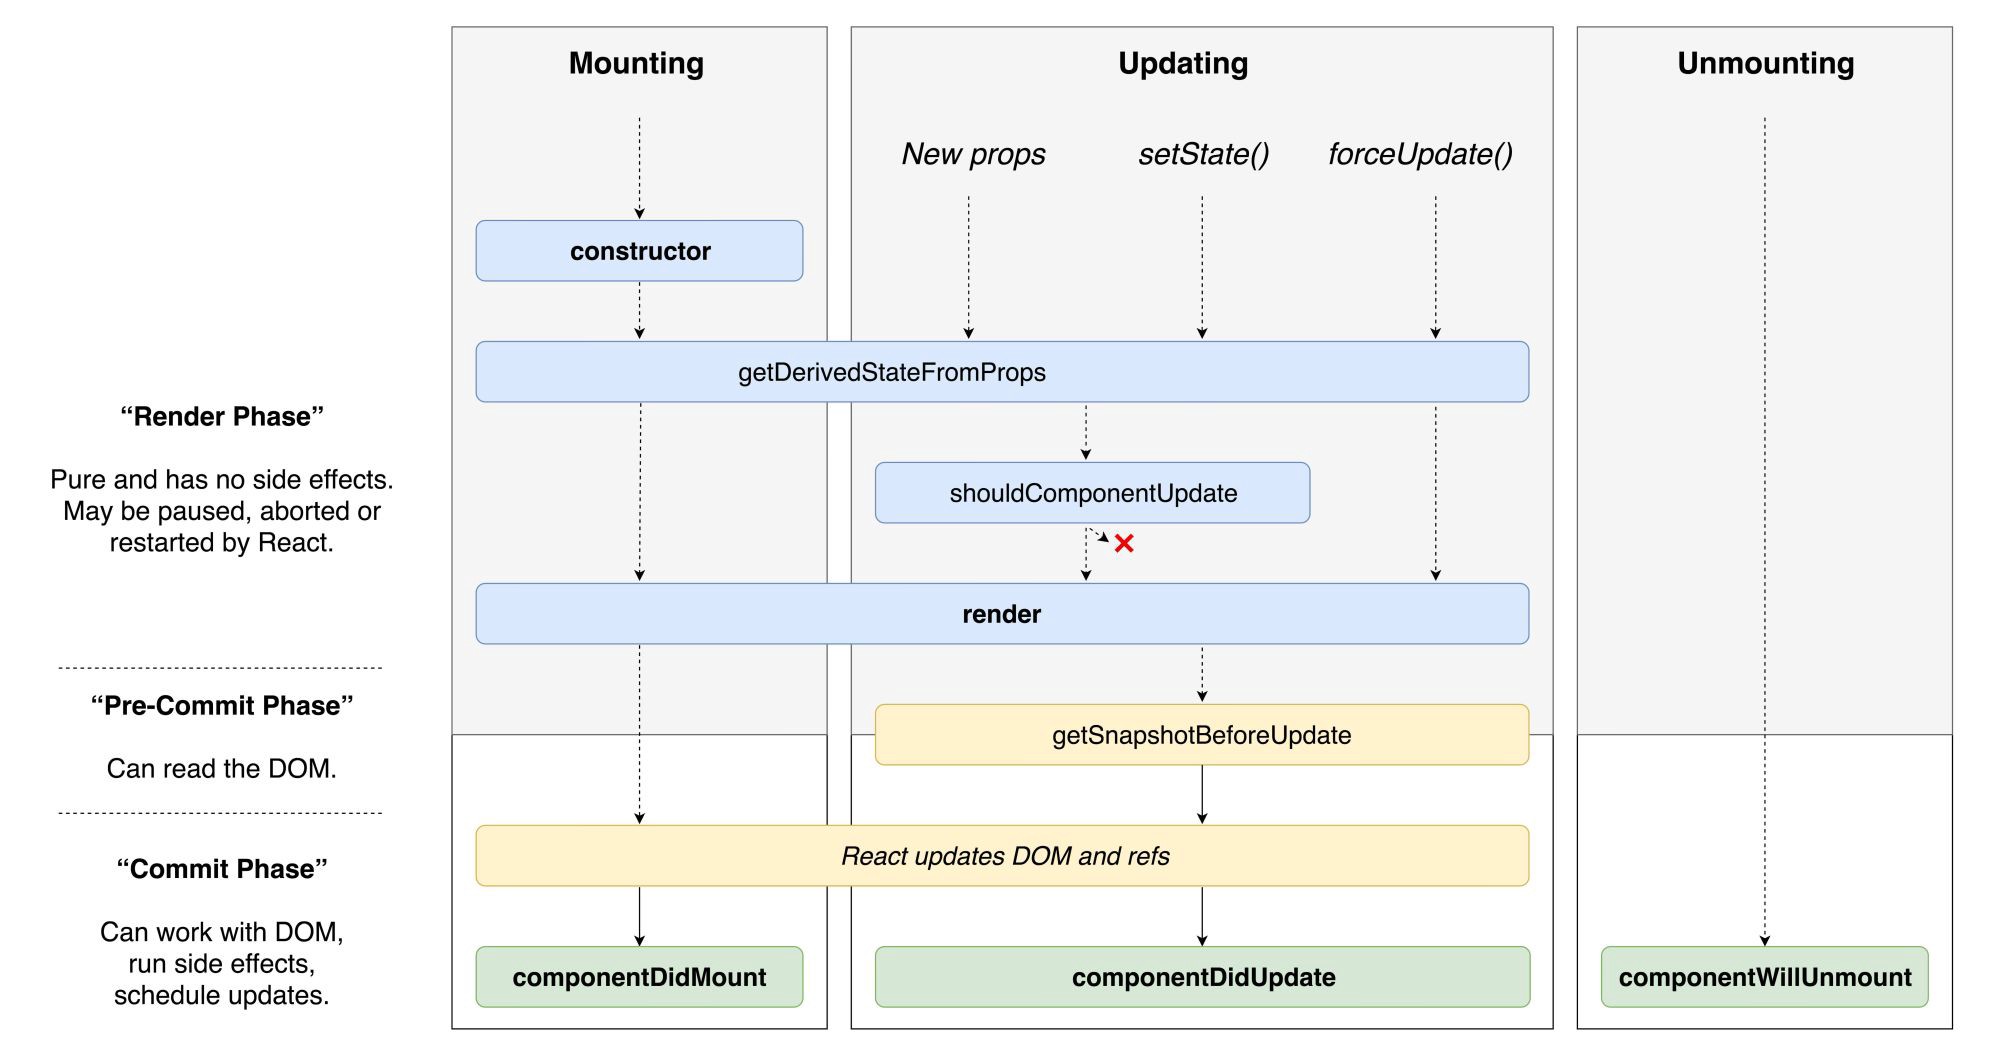 Mounting
Updating
Unmounting
New props
setState()
forceUpdate()
constructor
getDerivedStateFromProps
“Render Phase”
Pure and has no side effects.
May be paused, aborted or
restarted by React.
shouldComponentUpdate
render
“Pre-Commit Phase”
Can read the DOM.
getSnapshotBeforeUpdate
React updates DOM and refs
“Commit Phase”
Can work with DOM,
run side effects,
schedule updates.
componentDidMount
componentDidUpdate
componentWillUnmount